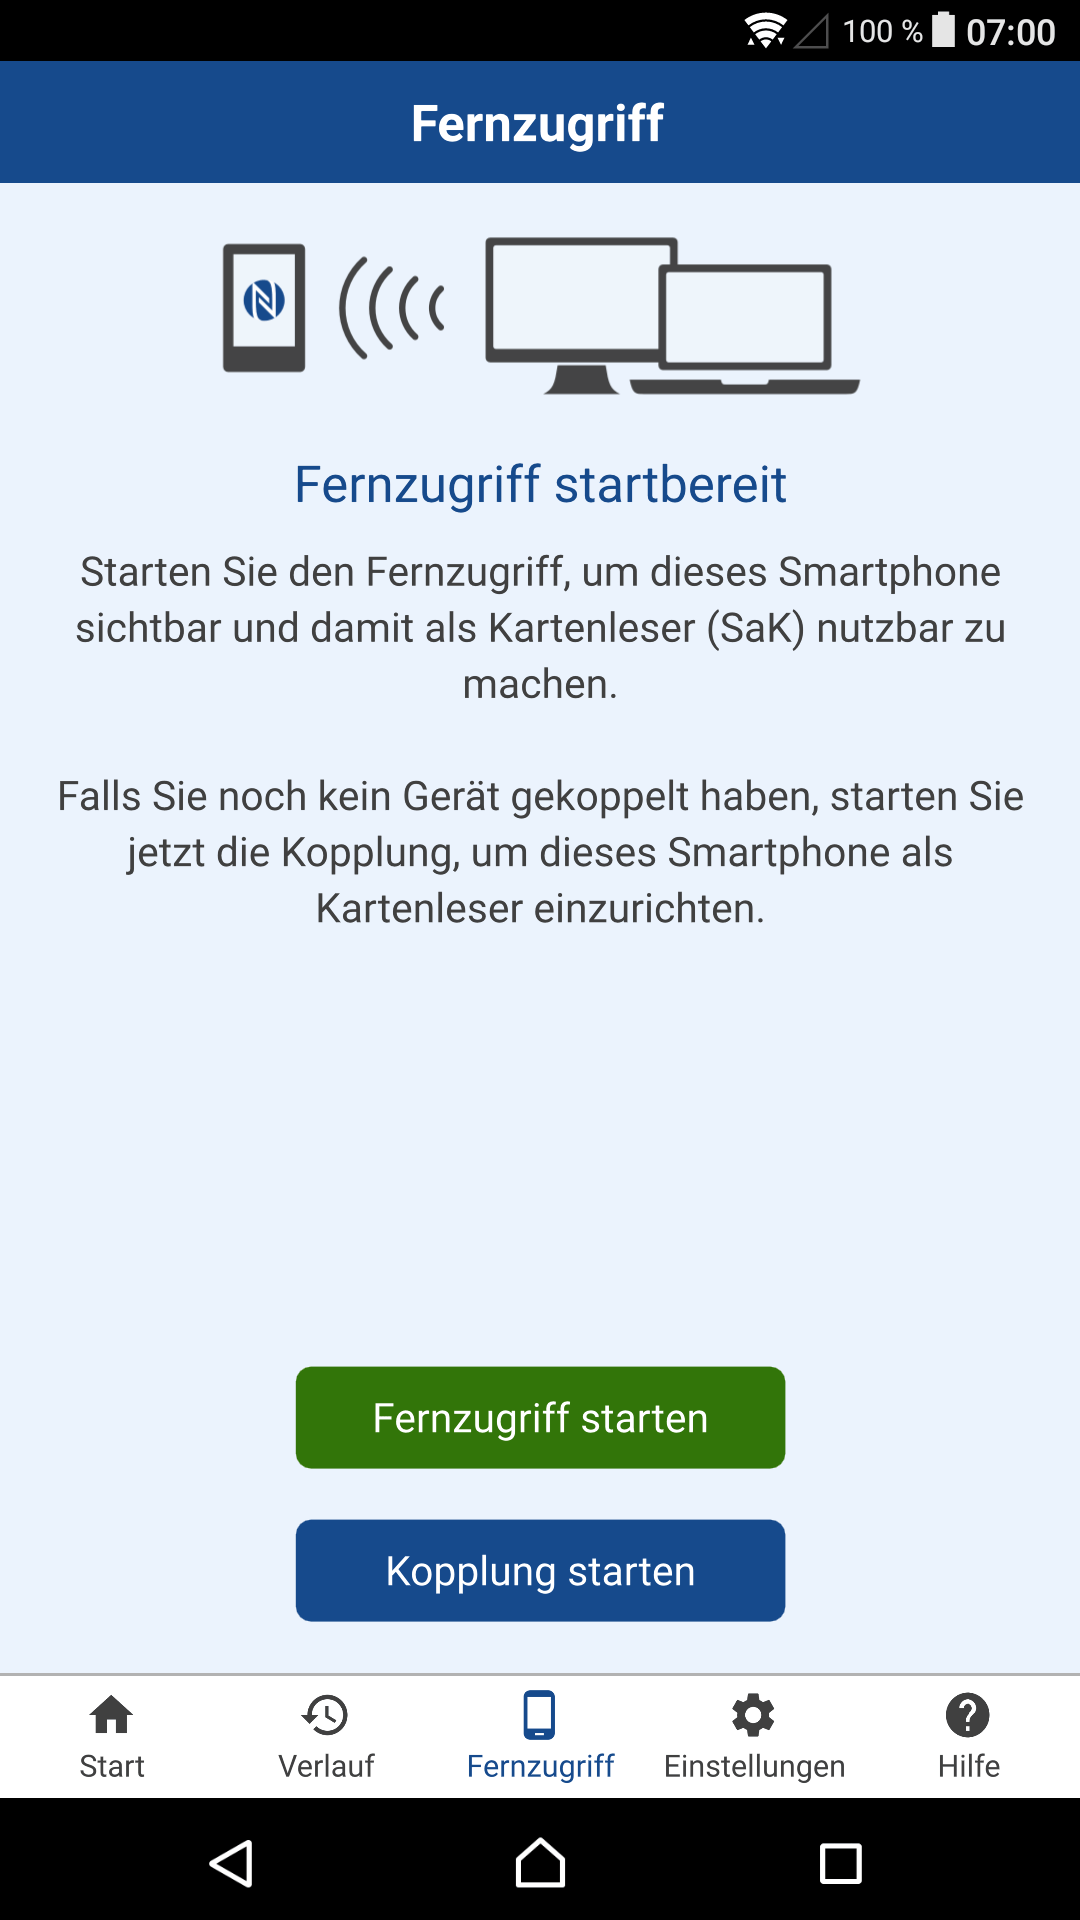 100 % 07:00
Fernzugriff
Fernzugriff startbereit
Starten Sie den Fernzugriff, um dieses Smartphone
sichtbar und damit als Kartenleser (SaK) nutzbar zu
machen.
Falls Sie noch kein Gerät gekoppelt haben, starten Sie
jetzt die Kopplung, um dieses Smartphone als
Kartenleser einzurichten.
Fernzugriff starten
Kopplung starten
Start Verlauf Fernzugriff Einstellungen Hilfe